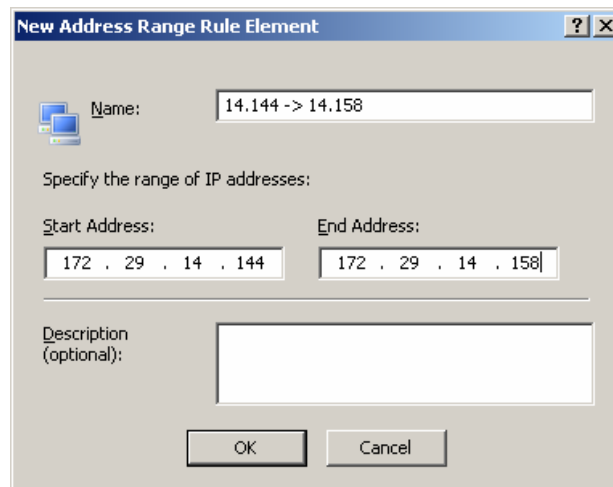 New Address Range Rule Element
Name: 14.144 -> 14.158
Specify the range of IP addresses:
Start Address: End Address:
172 . 29 . 14 . 144 172 . 29 . 14 . 158
Description
(optional):
OK Cancel